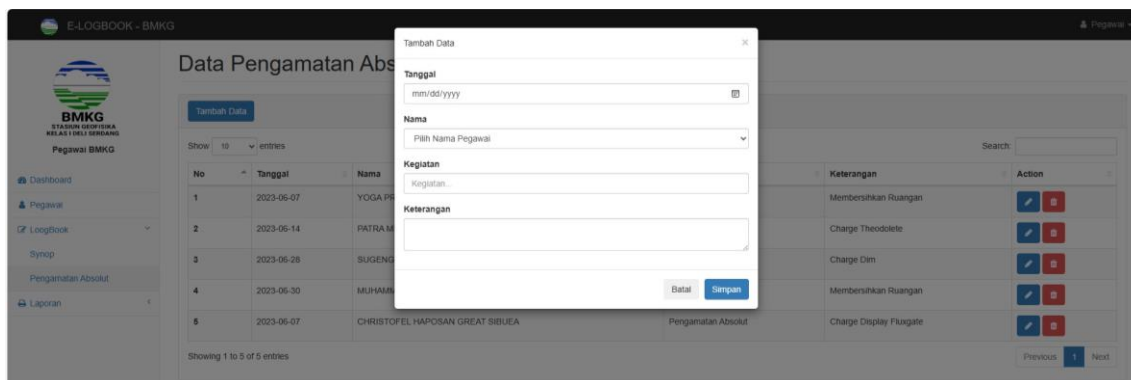 E-LOGBOOK - BMKG
Pegawai
BMKG
STASIUN GEOFISIKA
KELAS I DELI SERDANG
Pegawai BMKG
Dashboard
Pegawai
LoogBook
Synop
Pengamatan Absolut
Laporan
Data Pengamatan Abs
Tambah Data
Show 10 entries
Search:
No Tanggal Nama Keterangan Action
1 2023-06-07 YOGA PR Membersihkan Ruangan
2 2023-06-14 PATRA M Charge Theodolete
3 2023-06-28 SUGENG Charge Dim
4 2023-06-30 MUHAMM Membersihkan Ruangan
5 2023-06-07 CHRISTOFEL HAPOSAN GREAT SIBUEA Pengamatan Absolut Charge Display Fluxgate
Showing 1 to 5 of 5 entries
Previous 1 Next
Tambah Data
Tanggal
mm/dd/yyyy
Nama
Pilih Nama Pegawai
Kegiatan
Kegiatan..
Keterangan
Batal Simpan